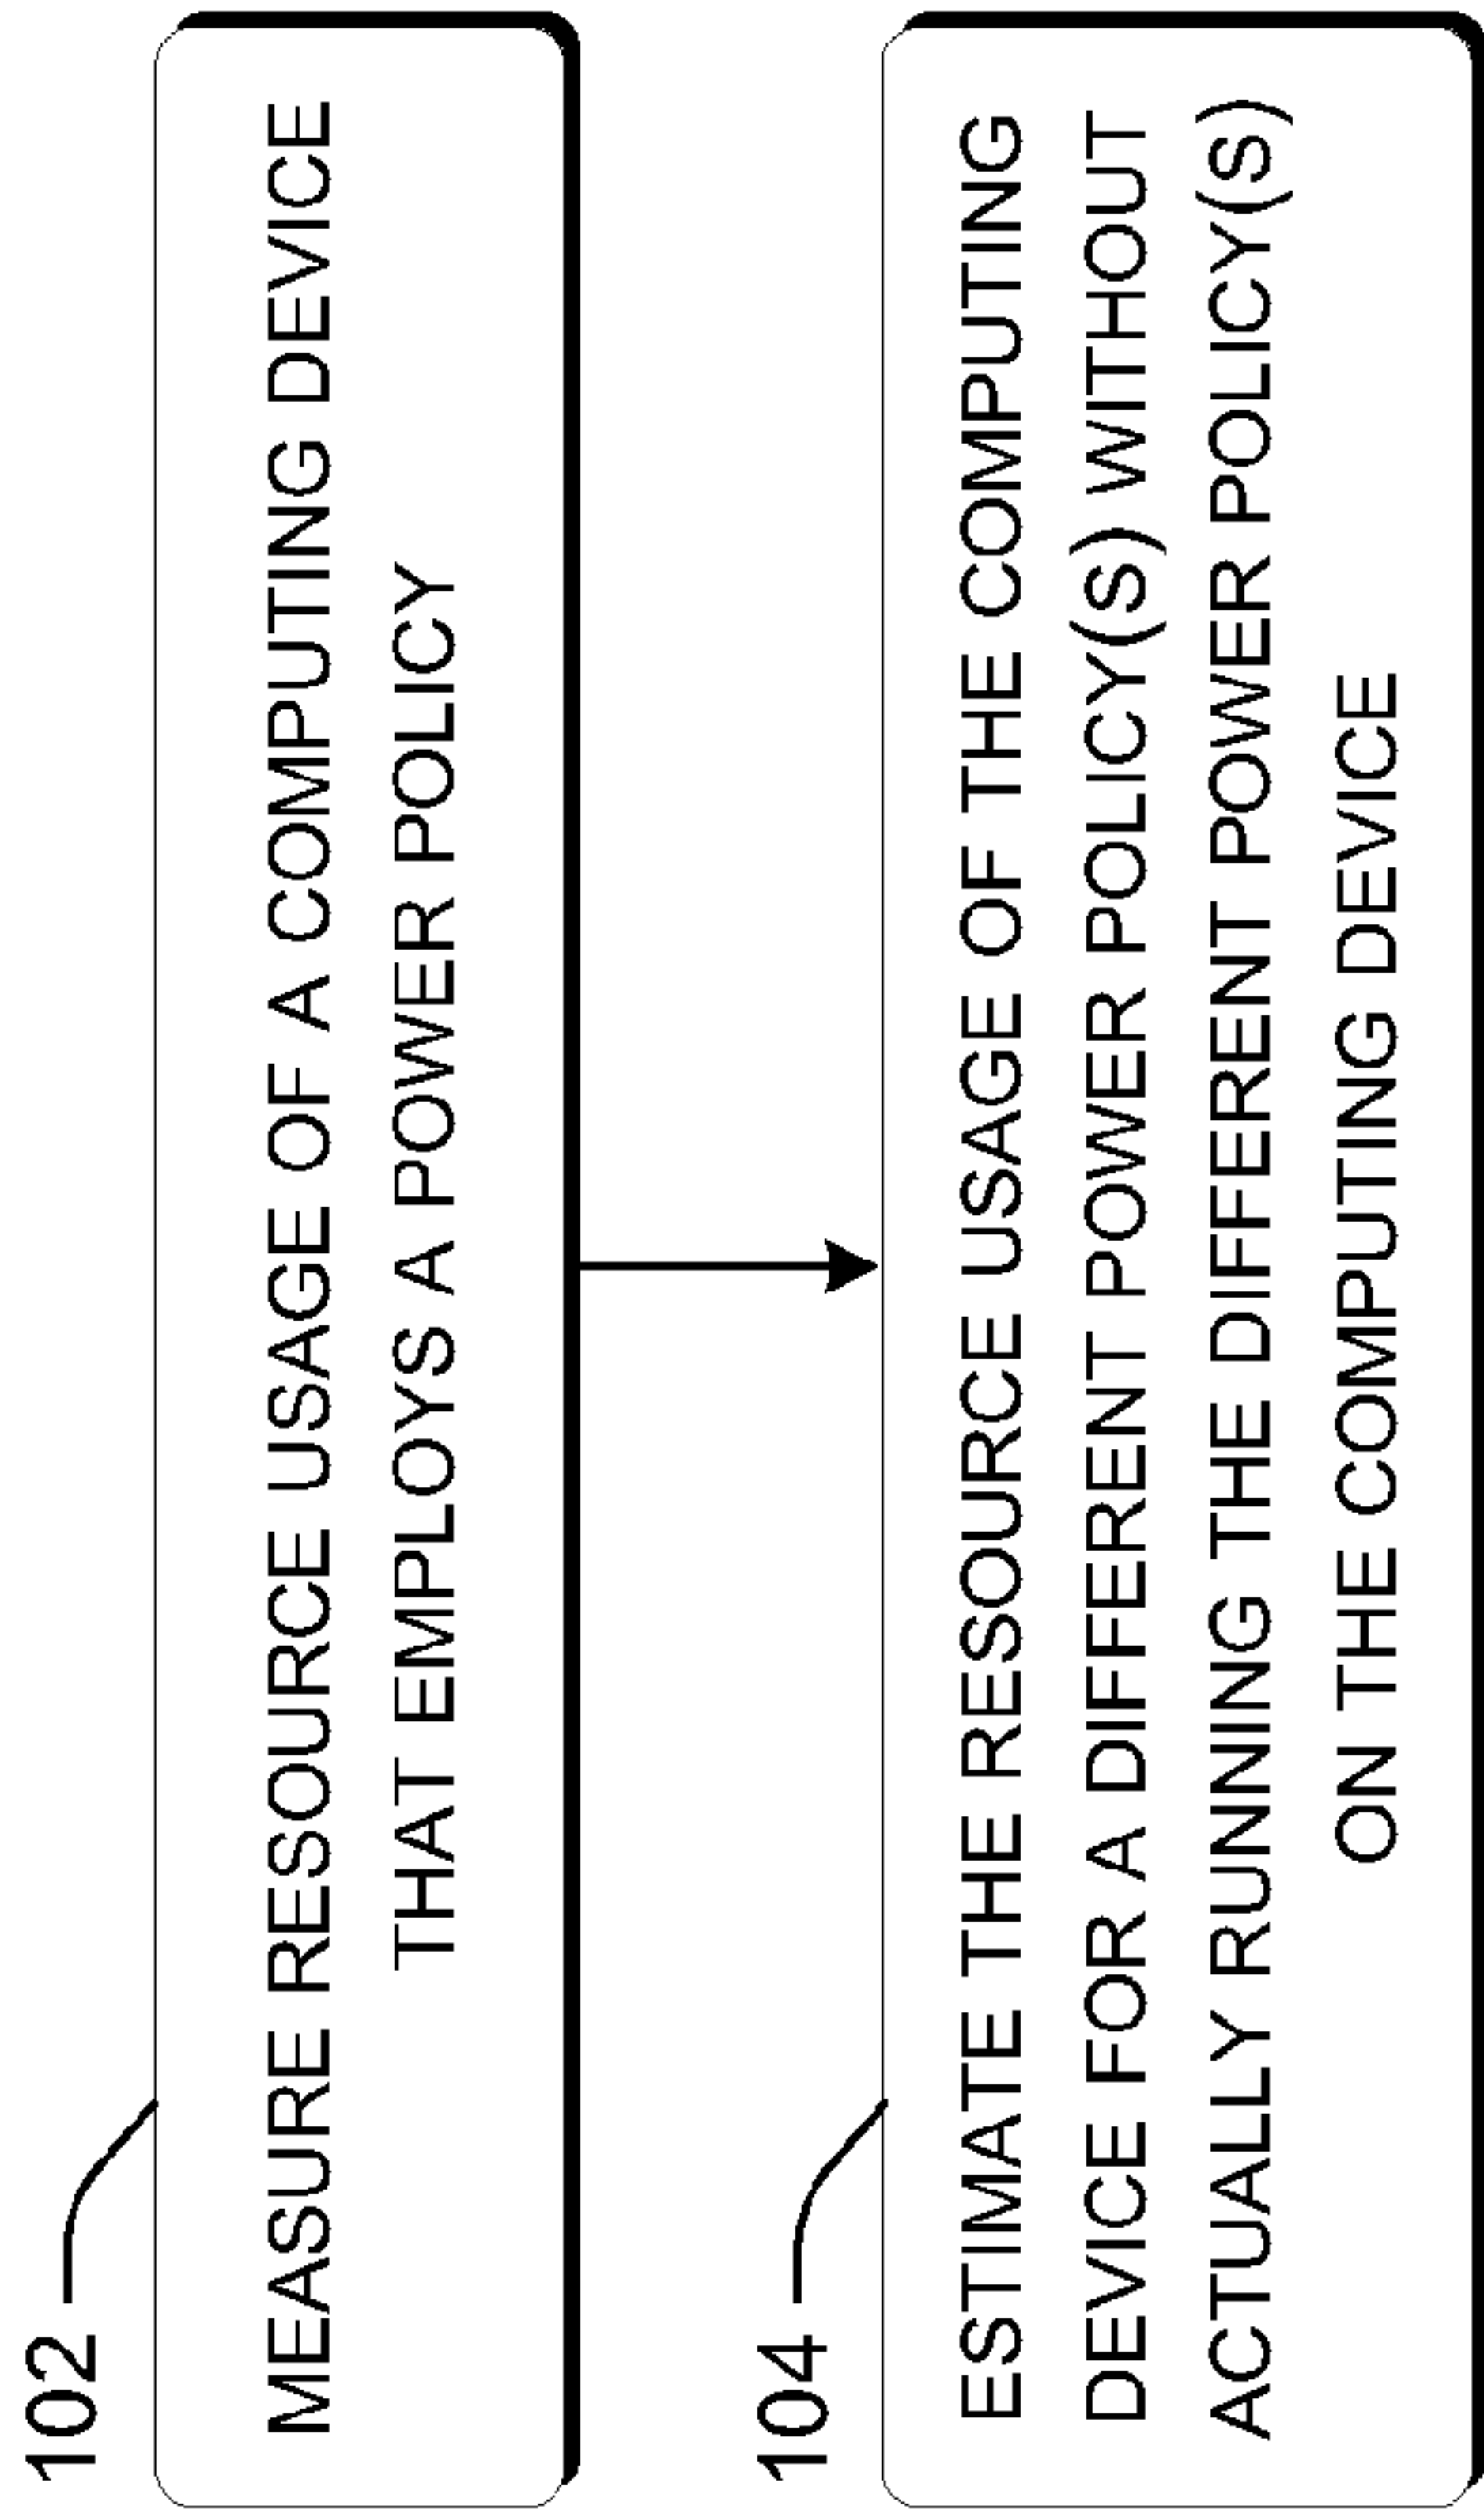 102
MEASURE RESOURCE USAGE OF A COMPUTING DEVICE
THAT EMPLOYS A POWER POLICY
104
ESTIMATE THE RESOURCE USAGE OF THE COMPUTING
DEVICE FOR A DIFFERENT POWER POLICY(S) WITHOUT
ACTUALLY RUNNING THE DIFFERENT POWER POLICY(S)
ON THE COMPUTING DEVICE